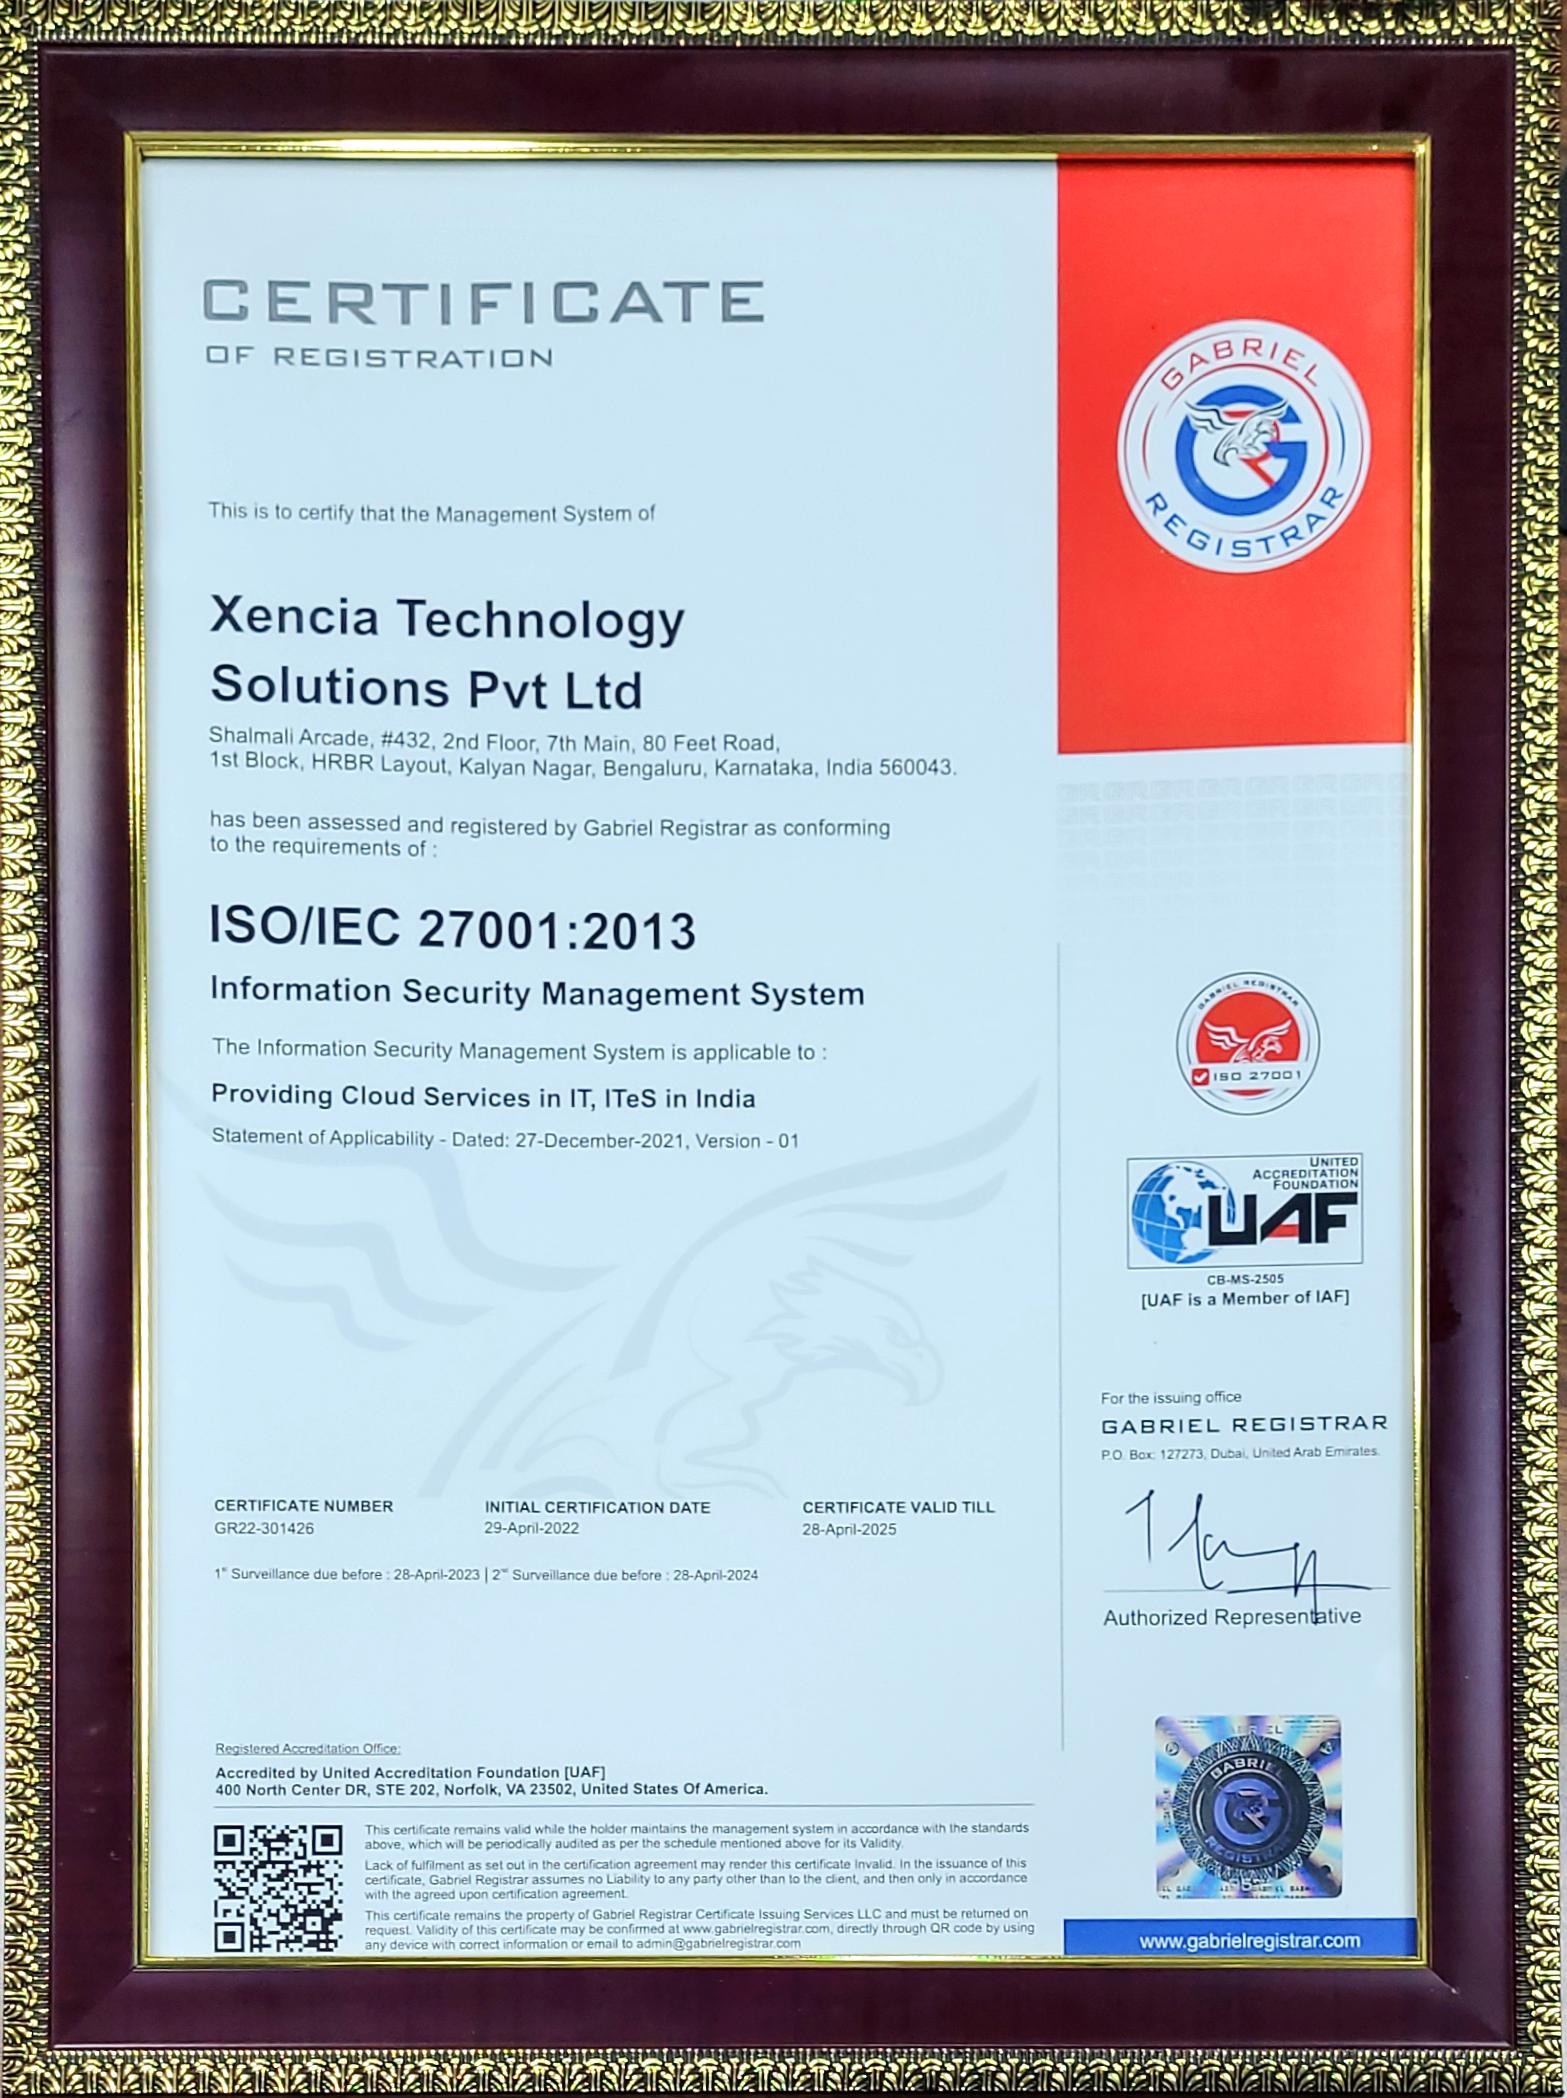 CERTIFICATE
OF REGISTRATION
This is to certify that the Management System of
Xencia Technology
Solutions Pvt Ltd
Shalmali Arcade, #432, 2nd Floor, 7th Main, 80 Feet Road,
1st Block, HRBR Layout, Kalyan Nagar, Bengaluru, Karnataka, India 560043.
has been assessed and registered by Gabriel Registrar as conforming
to the requirements of :
ISO/IEC 27001:2013
Information Security Management System
The Information Security Management System is applicable to :
Providing Cloud Services in IT, ITeS in India
Statement of Applicability - Dated: 27-December-2021, Version - 01
CERTIFICATE NUMBER
GR22-301426
INITIAL CERTIFICATION DATE
29-April-2022
CERTIFICATE VALID TILL
28-April-2025
1st Surveillance due before : 28-April-2023 | 2nd Surveillance due before : 28-April-2024
Registered Accreditation Office:
Accredited by United Accreditation Foundation [UAF]
400 North Center DR, STE 202, Norfolk, VA 23502, United States Of America.
This certificate remains valid while the holder maintains the management system in accordance with the standards
above, which will be periodically audited as per the schedule mentioned above for its Validity.
Lack of fulfilment as set out in the certification agreement may render this certificate Invalid. In the issuance of this
certificate, Gabriel Registrar assumes no Liability to any party other than to the client, and then only in accordance
with the agreed upon certification agreement.
This certificate remains the property of Gabriel Registrar Certificate Issuing Services LLC and must be returned on
request. Validity of this certificate may be confirmed at www.gabrielregistrar.com, directly through QR code by using
any device with correct information or email to admin@gabrielregistrar.com
GABRIEL
REGISTRAR
GABRIEL REGISTRAR
ISO 27001
UNITED
ACCREDITATION
FOUNDATION
UAF
CB-MS-2505
[UAF is a Member of IAF]
For the issuing office
GABRIEL REGISTRAR
P.O. Box: 127273, Dubai, United Arab Emirates.
Authorized Representative
GABRIEL
REGISTRAR
www.gabrielregistrar.com